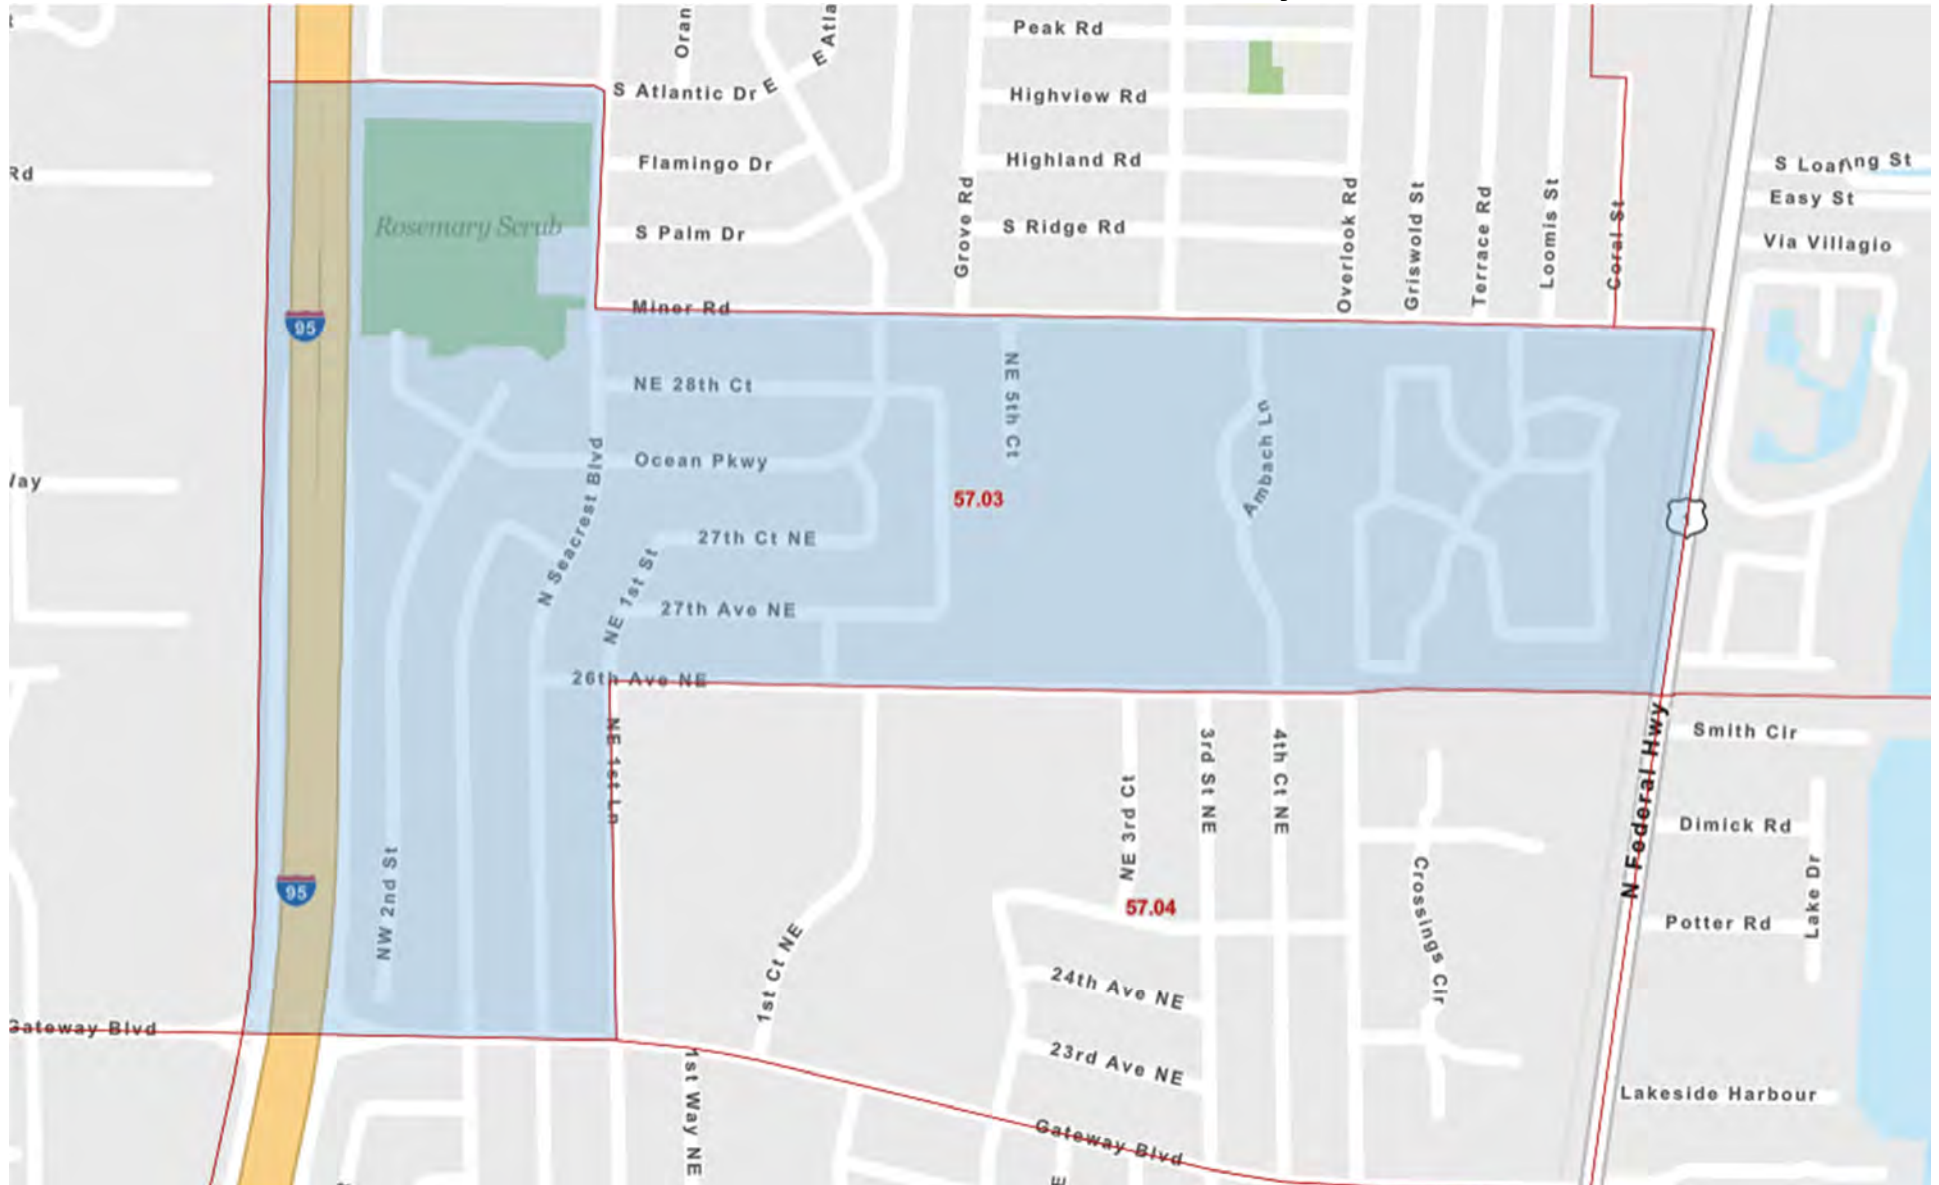 Oran
E Atla
Peak Rd
S Atlantic Dr E
Highview Rd
Flamingo Dr
Highland Rd
S Loafing St
Rd
Easy St
Rosemary Scrub
S Palm Dr
Grove Rd
S Ridge Rd
Overlook Rd
Griswold St
Terrace Rd
Loomis St
Coral St
Via Villagio
Miner Rd
95
NE 28th Ct
NE 5th Ct
Ambach Ln
N Seacrest Blvd
Ocean Pkwy
57.03
1
27th Ct NE
NE 1st St
27th Ave NE
26th Ave NE
NE 1st Ln
3rd St NE
4th Ct NE
N Federal Hwy
Smith Cir
NE 3rd Ct
Dimick Rd
95
NW 2nd St
57.04
Crossings Cir
Lake Dr
Potter Rd
1st Ct NE
24th Ave NE
Gateway Blvd
23rd Ave NE
1st Way NE
Lakeside Harbour
Gateway Blvd
E